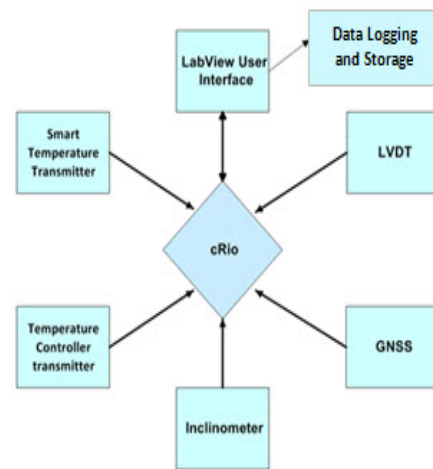 LabView User
Interface
Data Logging
and Storage
Smart
Temperature
Transmitter
LVDT
cRio
Temperature
Controller
transmitter
GNSS
Inclinometer